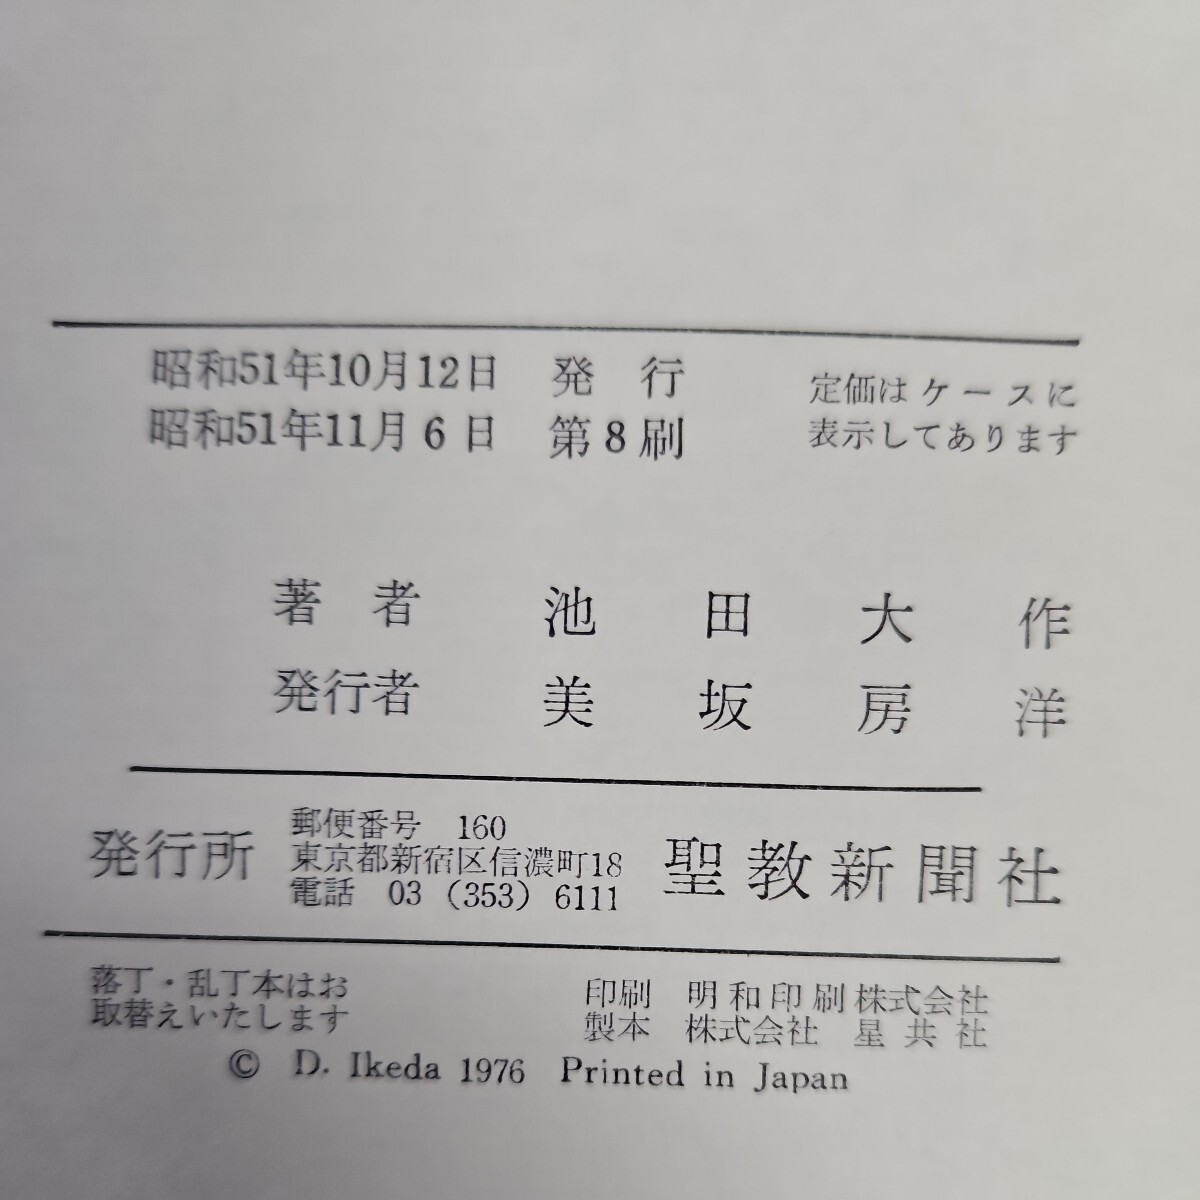 昭和51年10月12日 発 行
昭和51年11月6日 第8刷
定価はケースに
表示してあります
著 者 池田大作
発行者 美坂房洋
発行所
郵便番号 160
東京都新宿区信濃町18
電話 03 (353) 6111
聖教新聞社
落丁・乱丁本はお
取替えいたします
印刷 明和印刷株式会社
製本 株式会社 星共社
© D. Ikeda 1976 Printed in Japan